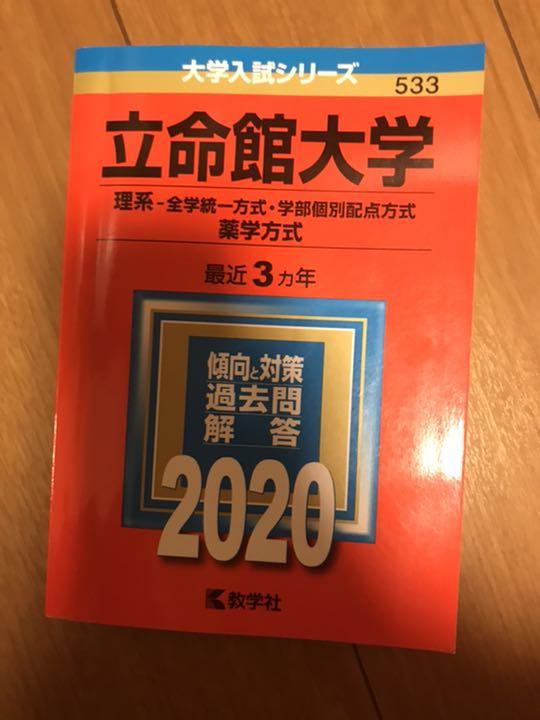 大学入試シリーズ
533
立命館大学
理系-全学統一方式・学部個別配点方式
薬学方式
最近3カ年
傾向と対策
過去問
解答
2020
教学社